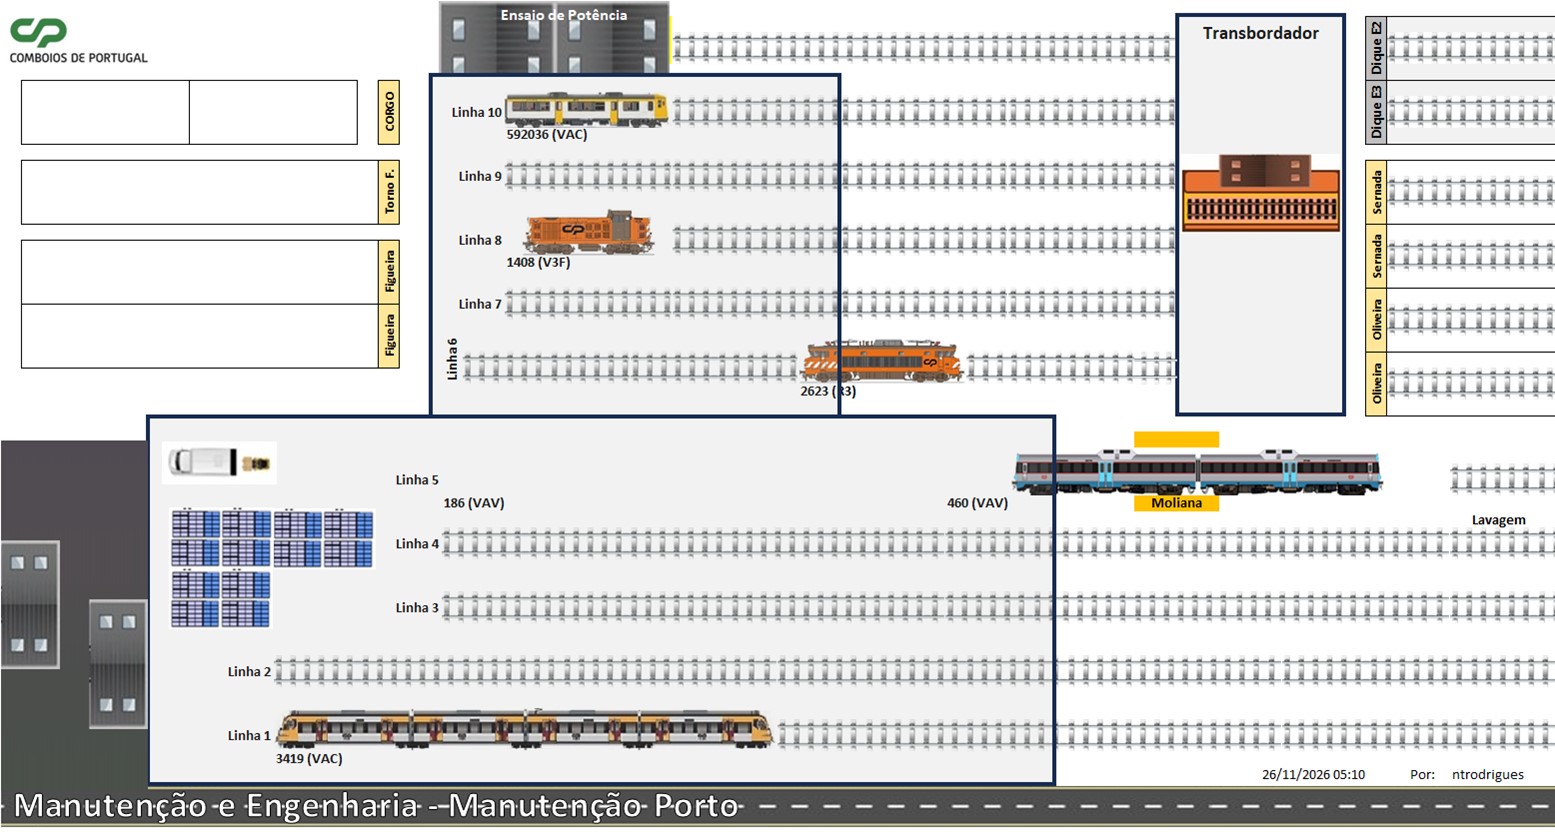 Ensaio de Potência
Transbordador
COMBOIOS DE PORTUGAL
CORGO
Torno F.
Figueira
Figueira
Linha 10
592036 (VAC)
Linha 9
Linha 8
1408 (V3F)
Linha 7
Linha 6
2623 (R3)
Dique E2
Dique E3
Sernada
Sernada
Oliveira
Oliveira
Linha 5
186 (VAV)
460 (VAV)
Moliana
Lavagem
Linha 4
Linha 3
Linha 2
Linha 1
3419 (VAC)
26/11/2026 05:10 Por: ntrodrigues
Manutenção e Engenharia - Manutenção Porto